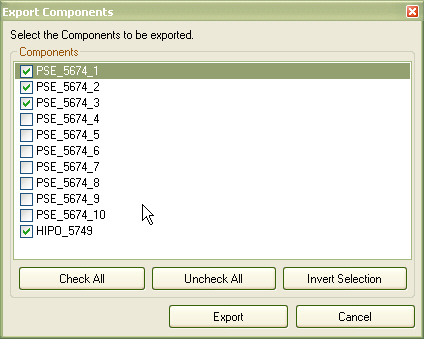 Export Components
Select the Components to be exported.
Components
PSE_5674_1
PSE_5674_2
PSE_5674_3
PSE_5674_4
PSE_5674_5
PSE_5674_6
PSE_5674_7
PSE_5674_8
PSE_5674_9
PSE_5674_10
HIPO_5749
Check All Uncheck All Invert Selection
Export Cancel